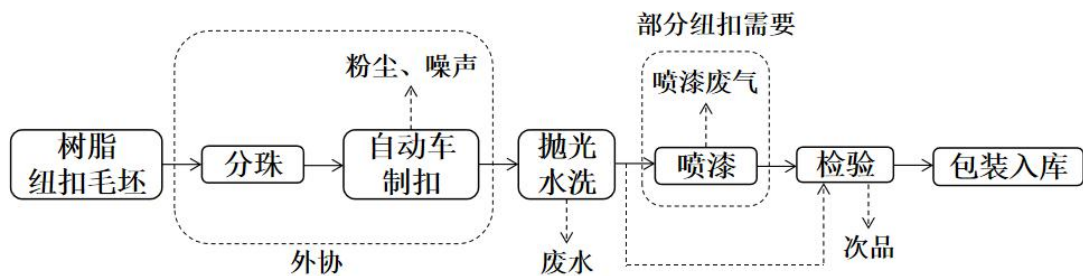 部分纽扣需要
粉尘、噪声
喷漆废气
树脂
纽扣毛坯
分珠
自动车
制扣
抛光
水洗
喷漆
检验
包装入库
外协
废水
次品